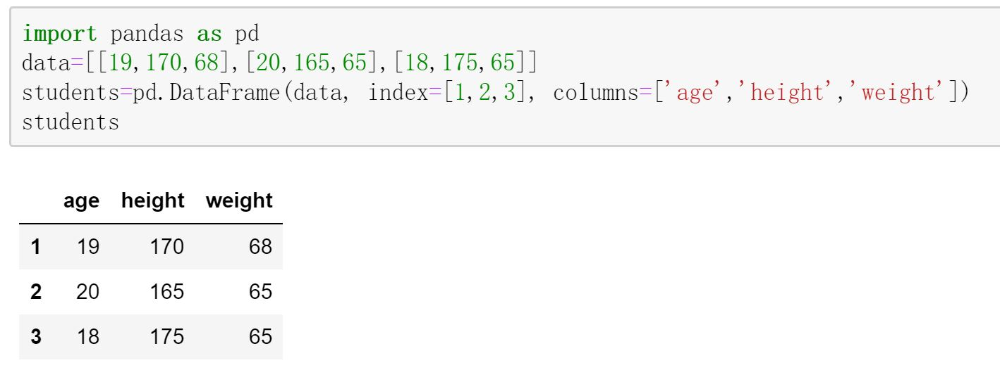 import pandas as pd
data=[[19,170,68],[20,165,65],[18,175,65]]
students=pd.DataFrame(data, index=[1,2,3], columns=['age','height','weight'])
students
age height weight
1 19 170 68
2 20 165 65
3 18 175 65